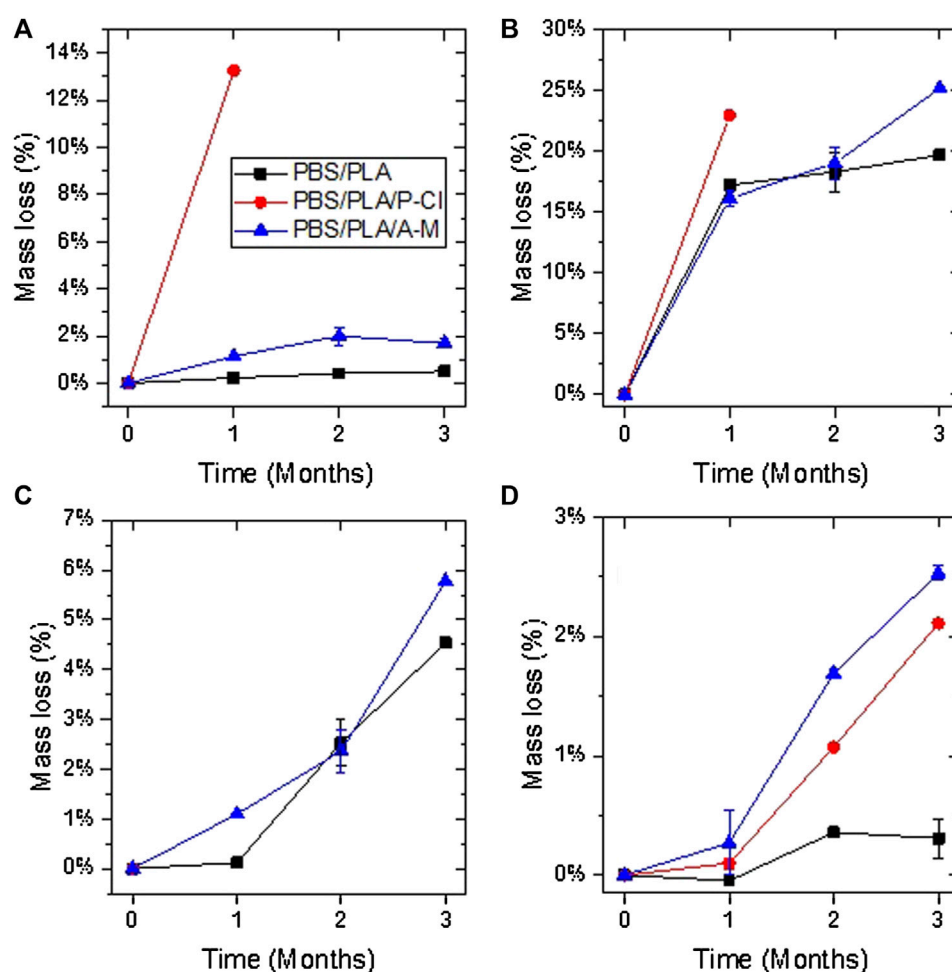 A
14%
12%
10%
8%
6%
4%
2%
0%
Mass loss (%)
PBS/PLA
PBS/PLA/P-Cl
PBS/PLA/A-M
0 1 2 3
Time (Months)
B
30%
25%
20%
15%
10%
5%
0%
Mass loss (%)
0 1 2 3
Time (Months)
C
7%
6%
5%
4%
3%
2%
1%
0%
Mass loss (%)
0 1 2 3
Time (Months)
D
3%
2%
1%
0%
Mass loss (%)
0 1 2 3
Time (Months)